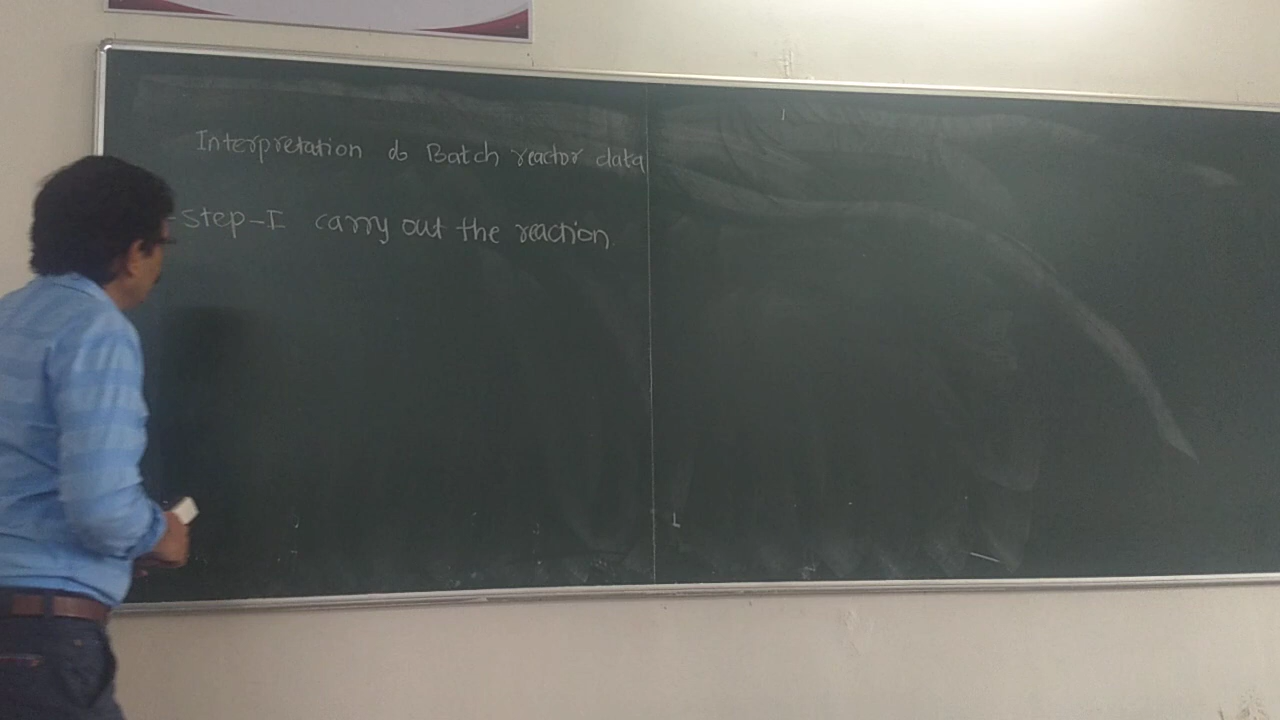 Interpretation of Batch reactor data
Step-I carry out the reaction.